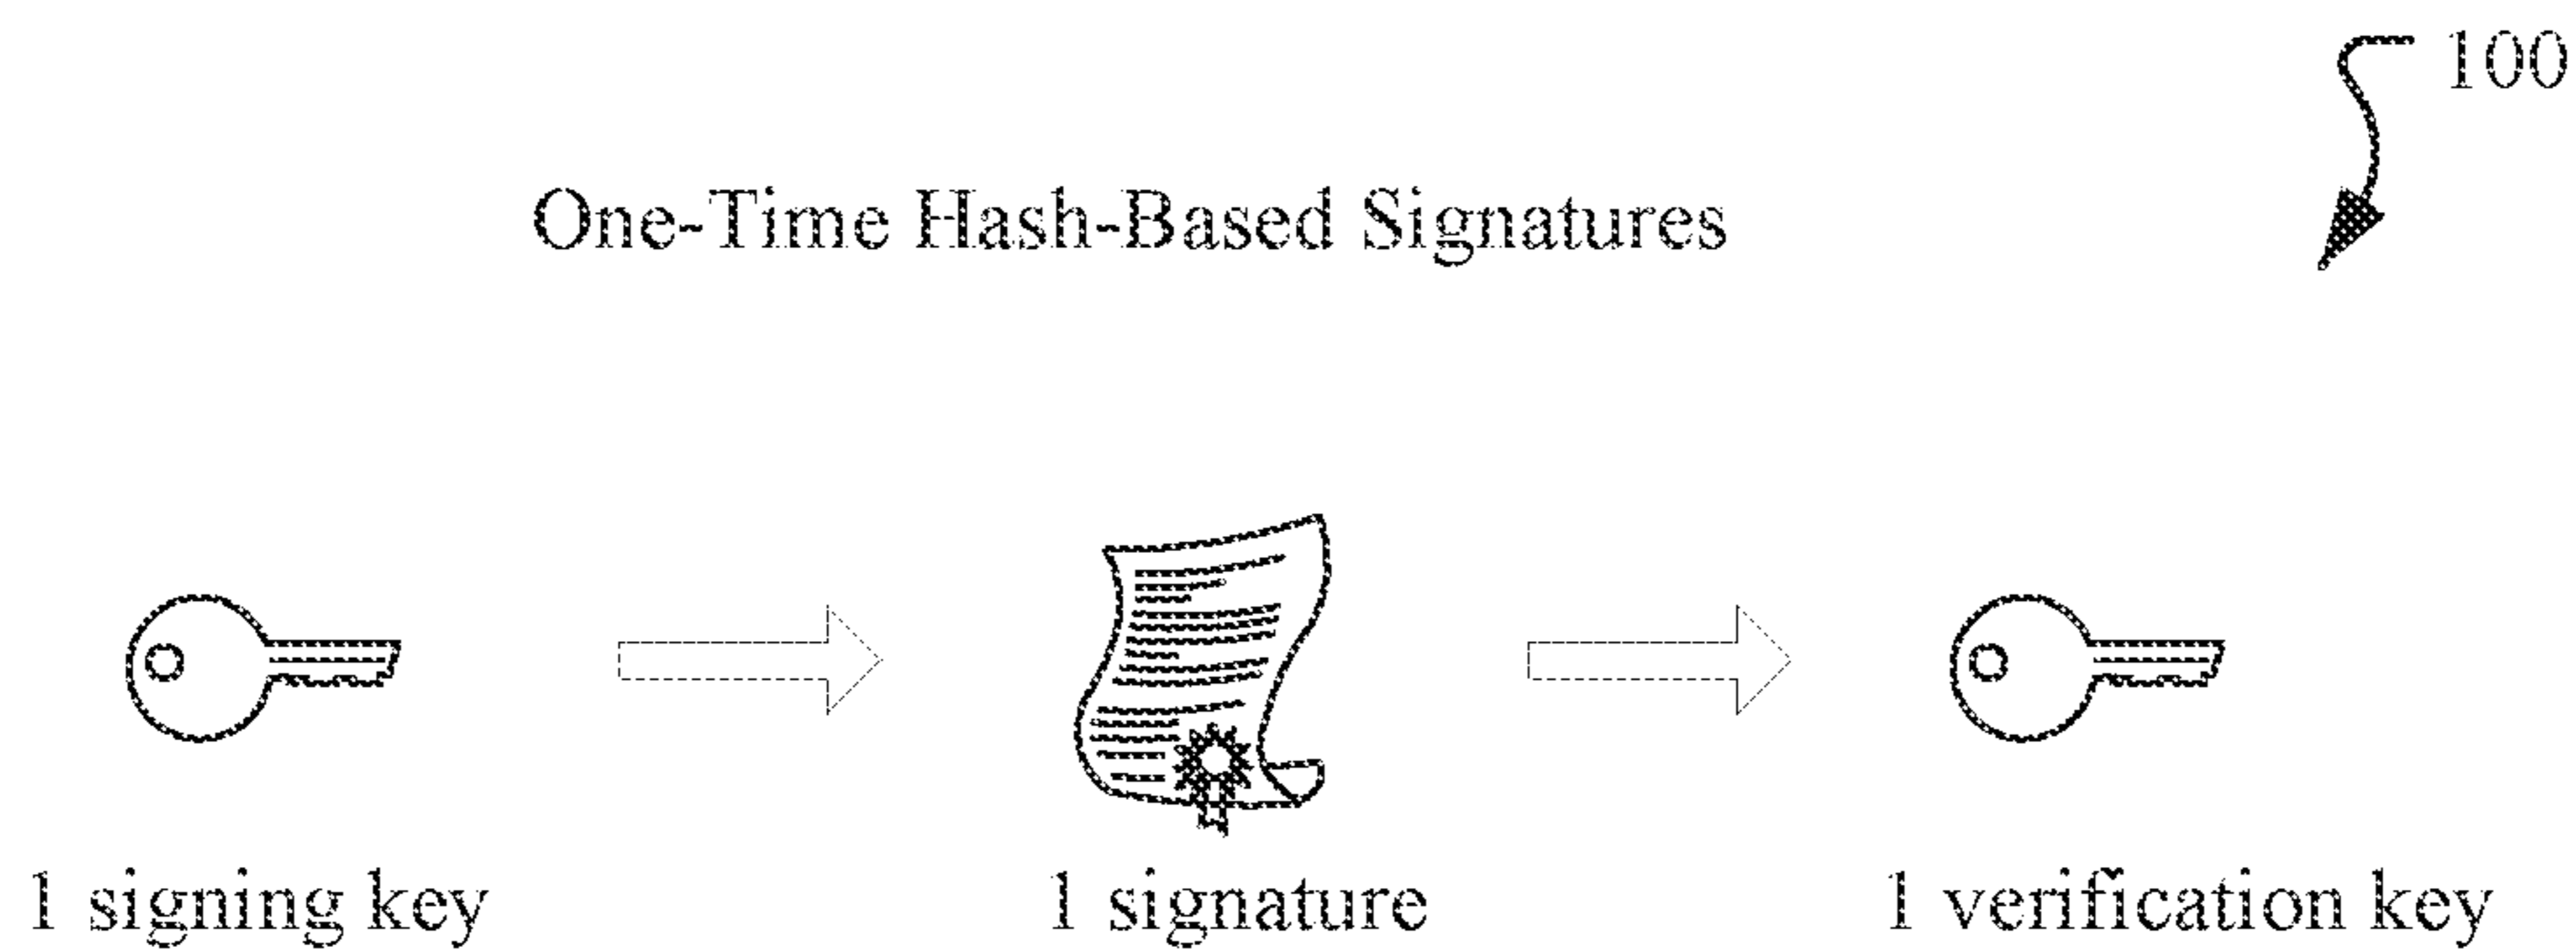 100
One-Time Hash-Based Signatures
1 signing key
1 signature
1 verification key